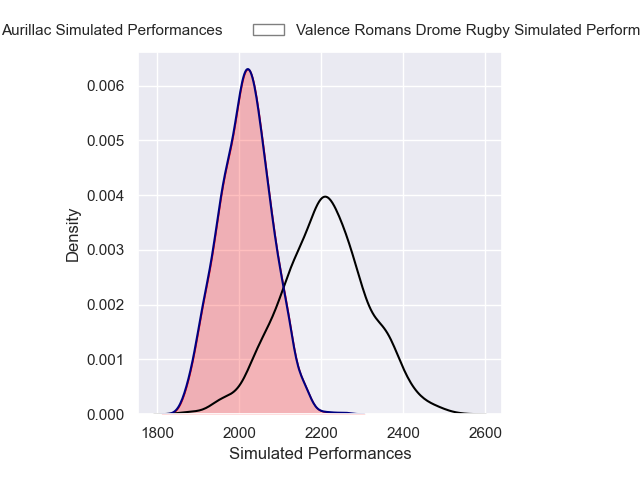 Aurillac Simulated Performances
Valence Romans Drome Rugby Simulated Perform
0.006
0.005
0.004
0.003
0.002
0.001
0.000
Density
1800 2000 2200 2400 2600
Simulated Performances